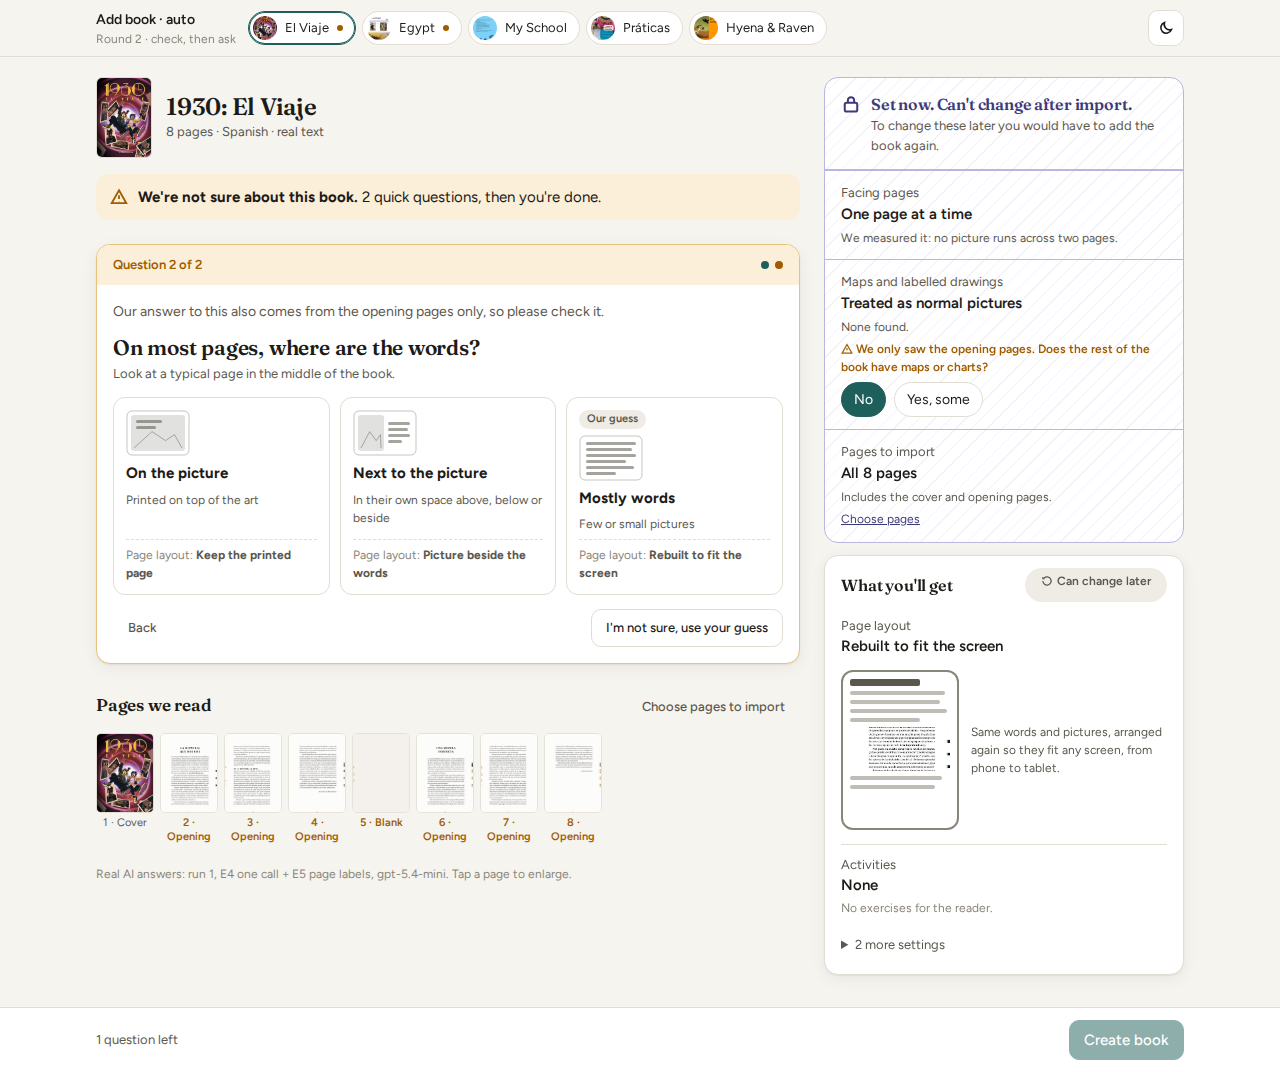 Add book · auto
Round 2 · check, then ask
El Viaje
Egypt
My School
Práticas
Hyena & Raven
1930: El Viaje
8 pages · Spanish · real text
We're not sure about this book. 2 quick questions, then you're done.
Question 2 of 2
Our answer to this also comes from the opening pages only, so please check it.
On most pages, where are the words?
Look at a typical page in the middle of the book.
On the picture
Printed on top of the art
Page layout: Keep the printed
page
Next to the picture
In their own space above, below or
beside
Page layout: Picture beside the
words
Our guess
Mostly words
Few or small pictures
Page layout: Rebuilt to fit the
screen
Back
I'm not sure, use your guess
Pages we read
Choose pages to import
1930
1 · Cover
2 ·
Opening
3 ·
Opening
4 ·
Opening
5 · Blank
6 ·
Opening
7 ·
Opening
8 ·
Opening
Real AI answers: run 1, E4 one call + E5 page labels, gpt-5.4-mini. Tap a page to enlarge.
Set now. Can't change after import.
To change these later you would have to add the
book again.
Facing pages
One page at a time
We measured it: no picture runs across two pages.
Maps and labelled drawings
Treated as normal pictures
None found.
We only saw the opening pages. Does the rest of the
book have maps or charts?
No
Yes, some
Pages to import
All 8 pages
Includes the cover and opening pages.
Choose pages
What you'll get
Can change later
Page layout
Rebuilt to fit the screen
Same words and pictures, arranged
again so they fit any screen, from
phone to tablet.
Activities
None
No exercises for the reader.
2 more settings
1 question left
Create book